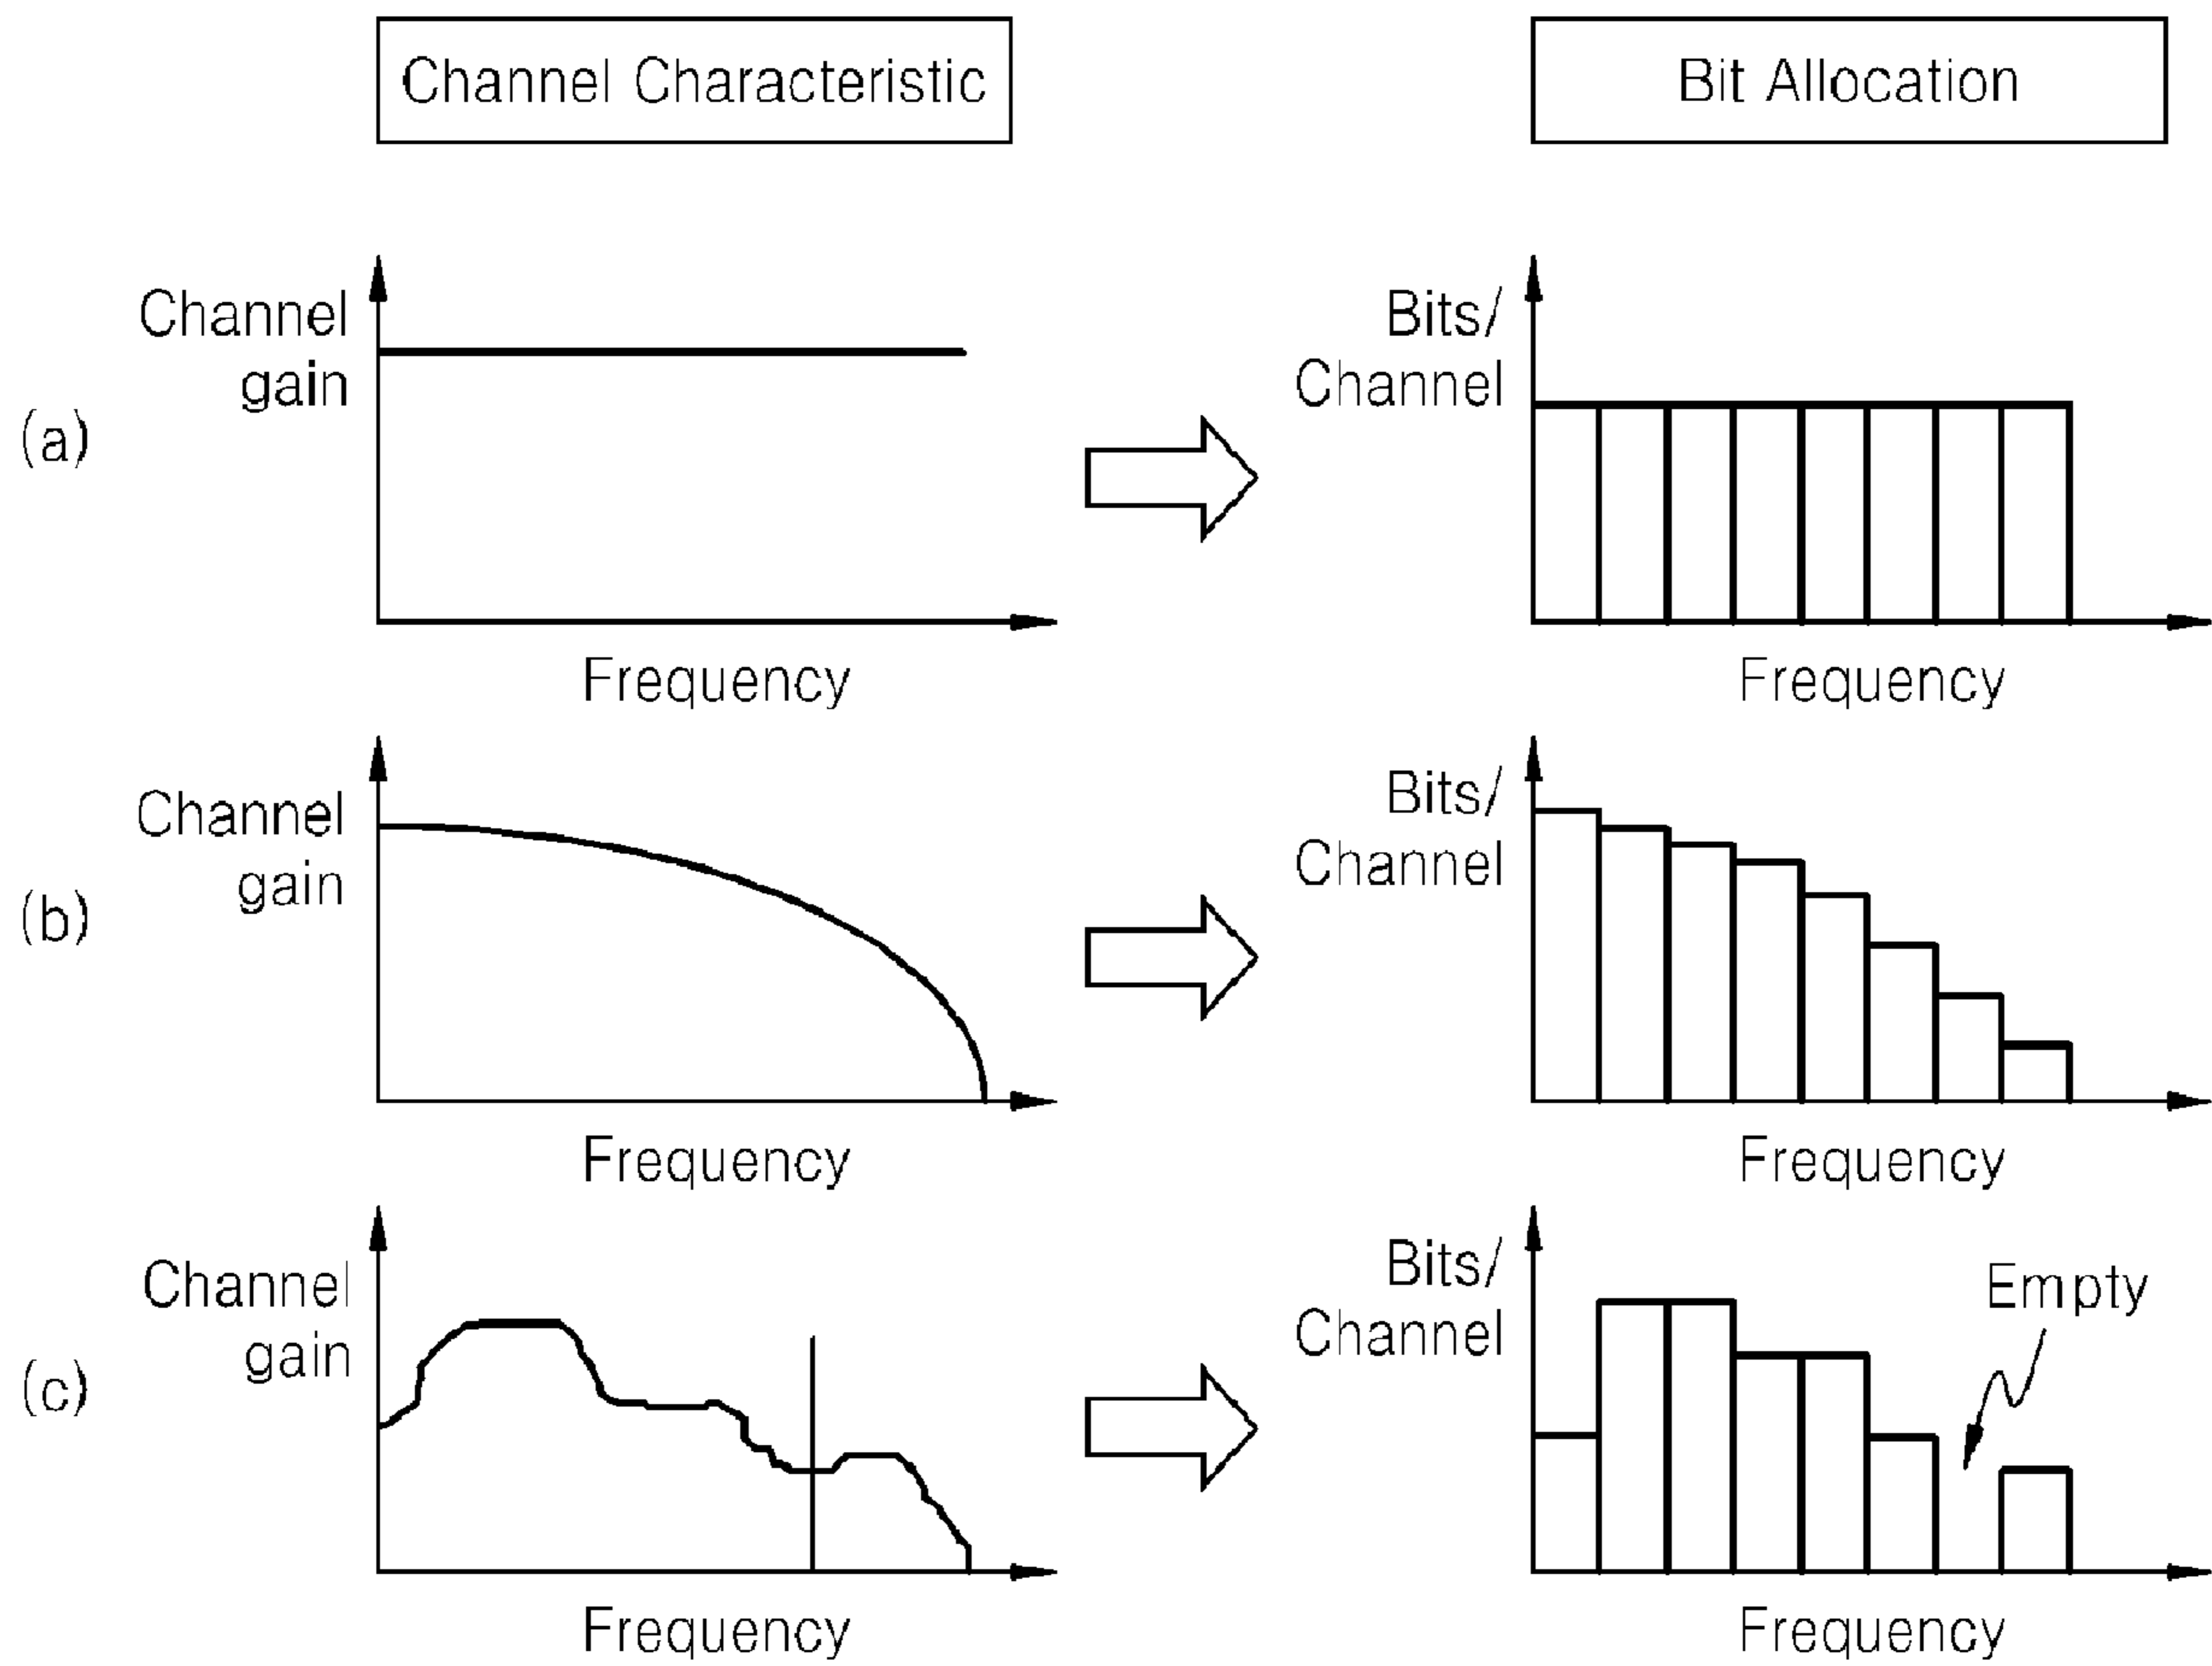 Channel Characteristic
Bit Allocation
(a)
Channel
gain
Frequency
Bits/
Channel
Frequency
(b)
Channel
gain
Frequency
Bits/
Channel
Frequency
(c)
Channel
gain
Frequency
Bits/
Channel
Empty
Frequency